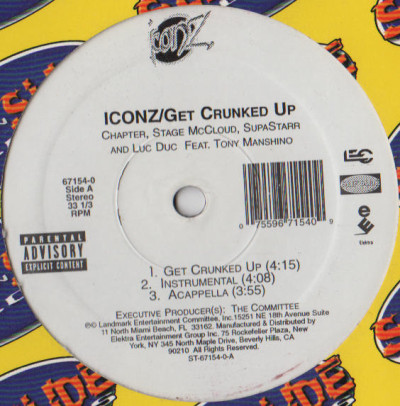 iconz
ICONZ/GET CRUNKED UP
CHAPTER, STAGE MCCLOUD, SUPASTARR
AND LUC DUC FEAT. TONY MANSHINO
67154-0
Side A
Stereo
33 1/3
RPM
0 75596 71540 0
Elektra
PARENTAL
ADVISORY
EXPLICIT CONTENT
1. GET CRUNKED UP (4:15)
2. INSTRUMENTAL (4:08)
3. ACAPPELLA (3:55)
EXECUTIVE PRODUCER(S): THE COMMITTEE
℗© Landmark Entertainment Committee, Inc.15251 NE 18th Avenue Suite
11 North Miami Beach, FL, 33162. Manufactured & Distributed by
Elektra Entertainment Group Inc. 75 Rockefeller Plaza, New
York, NY 345 North Maple Drive, Beverly Hills, CA
90210 All Rights Reserved.
ST-67154-0-A